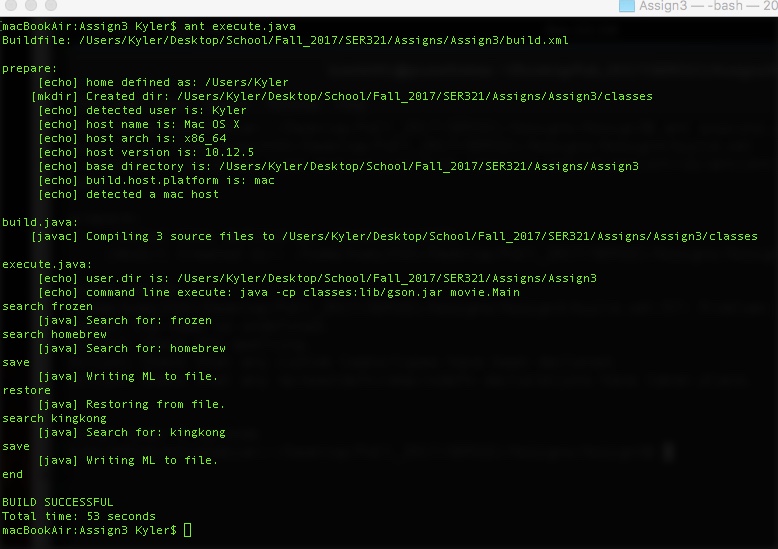 Assign3 — -bash — 20
macBookAir:Assign3 Kyler$ ant execute.java
Buildfile: /Users/Kyler/Desktop/School/Fall_2017/SER321/Assigns/Assign3/build.xml
prepare:
[echo] home defined as: /Users/Kyler
[mkdir] Created dir: /Users/Kyler/Desktop/School/Fall_2017/SER321/Assigns/Assign3/classes
[echo] detected user is: Kyler
[echo] host name is: Mac OS X
[echo] host arch is: x86_64
[echo] host version is: 10.12.5
[echo] base directory is: /Users/Kyler/Desktop/School/Fall_2017/SER321/Assigns/Assign3
[echo] build.host.platform is: mac
[echo] detected a mac host
build.java:
[javac] Compiling 3 source files to /Users/Kyler/Desktop/School/Fall_2017/SER321/Assigns/Assign3/classes
execute.java:
[echo] user.dir is: /Users/Kyler/Desktop/School/Fall_2017/SER321/Assigns/Assign3
[echo] command line execute: java -cp classes:lib/gson.jar movie.Main
search frozen
[java] Search for: frozen
search homebrew
[java] Search for: homebrew
save
[java] Writing ML to file.
restore
[java] Restoring from file.
search kingkong
[java] Search for: kingkong
save
[java] Writing ML to file.
end
BUILD SUCCESSFUL
Total time: 53 seconds
macBookAir:Assign3 Kyler$